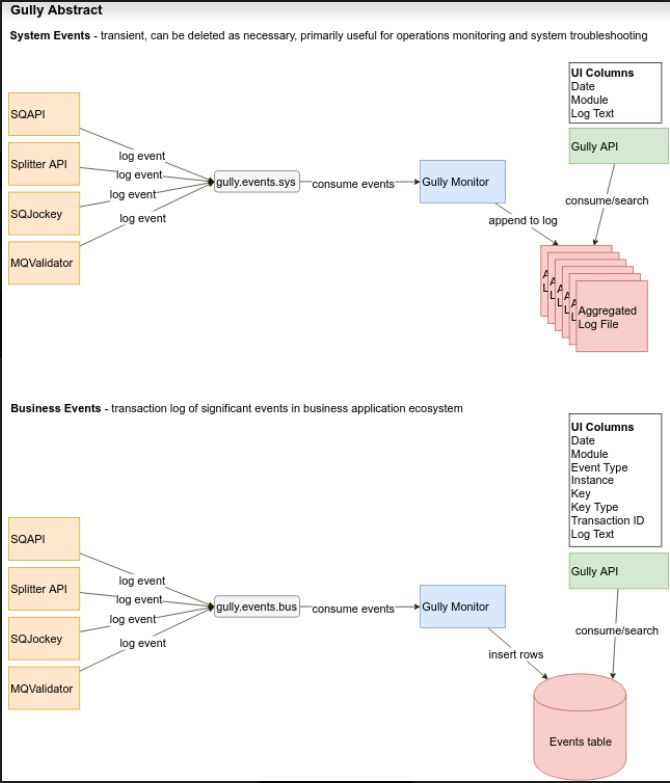 Gully Abstract
System Events - transient, can be deleted as necessary, primarily useful for operations monitoring and system troubleshooting
UI Columns
Date
Module
Log Text
Gully API
SQAPI
Splitter API
SQJockey
MQValidator
log event
log event
log event
log event
gully.events.sys
consume events
Gully Monitor
consume/search
append to log
A
L
A
L
A
L
A
L
A
L
Aggregated
Log File
Business Events - transaction log of significant events in business application ecosystem
UI Columns
Date
Module
Event Type
Instance
Key
Key Type
Transaction ID
Log Text
Gully API
SQAPI
Splitter API
SQJockey
MQValidator
log event
log event
log event
log event
gully.events.bus
consume events
Gully Monitor
consume/search
insert rows
Events table